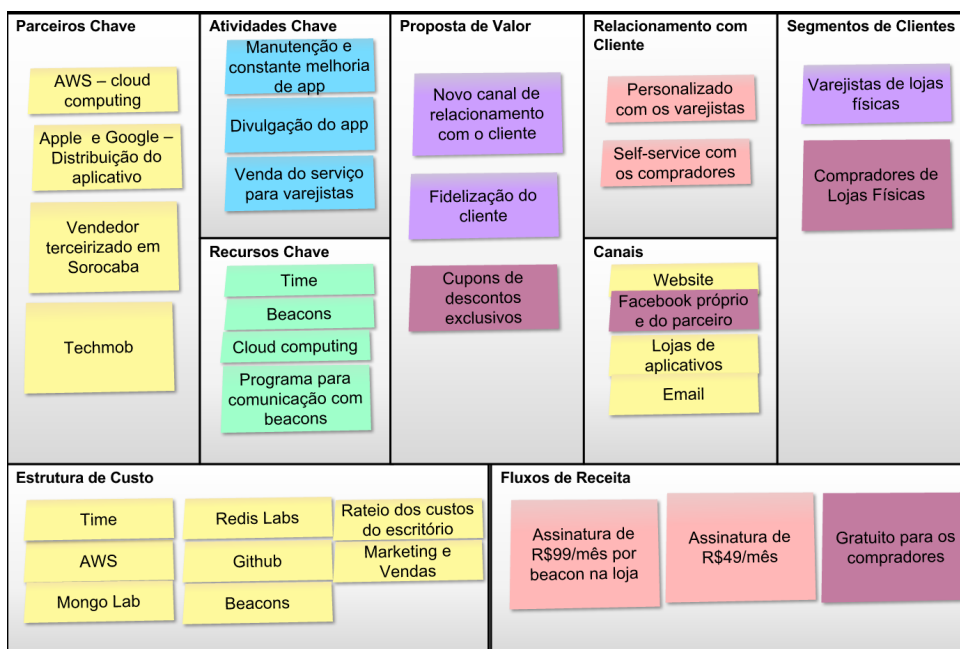 Parceiros Chave
AWS – cloud
computing
Apple e Google –
Distribuição do
aplicativo
Vendedor
terceirizado em
Sorocaba
Techmob
Atividades Chave
Manutenção e
constante melhoria
de app
Divulgação do app
Venda do serviço
para varejistas
Recursos Chave
Time
Beacons
Cloud computing
Programa para
comunicação com
beacons
Proposta de Valor
Novo canal de
relacionamento
com o cliente
Fidelização do
cliente
Cupons de
descontos
exclusivos
Relacionamento com
Cliente
Personalizado
com os varejistas
Self-service com
os compradores
Canais
Website
Facebook próprio
e do parceiro
Lojas de
aplicativos
Email
Segmentos de Clientes
Varejistas de lojas
físicas
Compradores de
Lojas Físicas
Estrutura de Custo
Time
AWS
Mongo Lab
Redis Labs
Github
Beacons
Rateio dos custos
do escritório
Marketing e
Vendas
Fluxos de Receita
Assinatura de
R$99/mês por
beacon na loja
Assinatura de
R$49/mês
Gratuito para os
compradores